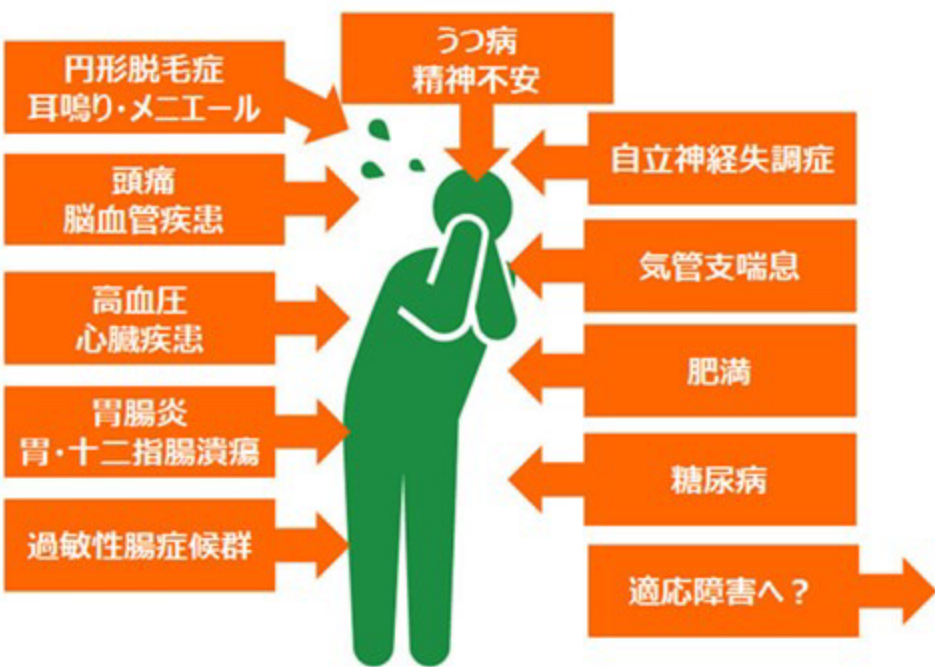 うつ病
精神不安
円形脱毛症
耳鳴り・メニエール
頭痛
脳血管疾患
高血圧
心臓疾患
胃腸炎
胃・十二指腸潰瘍
過敏性腸症候群
自立神経失調症
気管支喘息
肥満
糖尿病
適応障害へ？